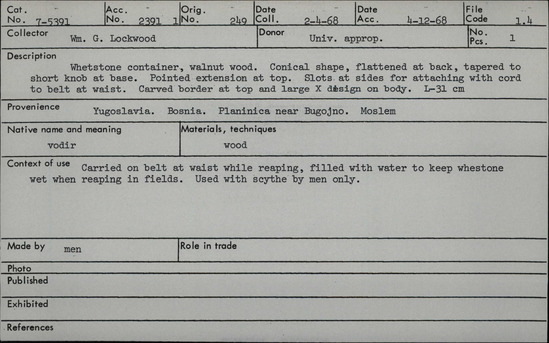 Cat. No. 7-5391 Acc. No. 2391 1 Orig. No. 249 Date Coll. 2-4-68 Date Acc. 4-12-68 File Code 1.4
Collector Wm. G. Lockwood Donor Univ. approp. No. Pcs. 1
Description
Whetstone container, walnut wood. Conical shape, flattened at back, tapered to
short knob at base. Pointed extension at top. Slots at sides for attaching with cord
to belt at waist. Carved border at top and large X design on body. L-31 cm
Provenience Yugoslavia. Bosnia. Planinica near Bugojno. Moslem
Native name and meaning Materials, techniques
vodir wood
Context of use Carried on belt at waist while reaping, filled with water to keep whestone
wet when reaping in fields. Used with scythe by men only.
Made by men Role in trade
Photo
Published
Exhibited
References